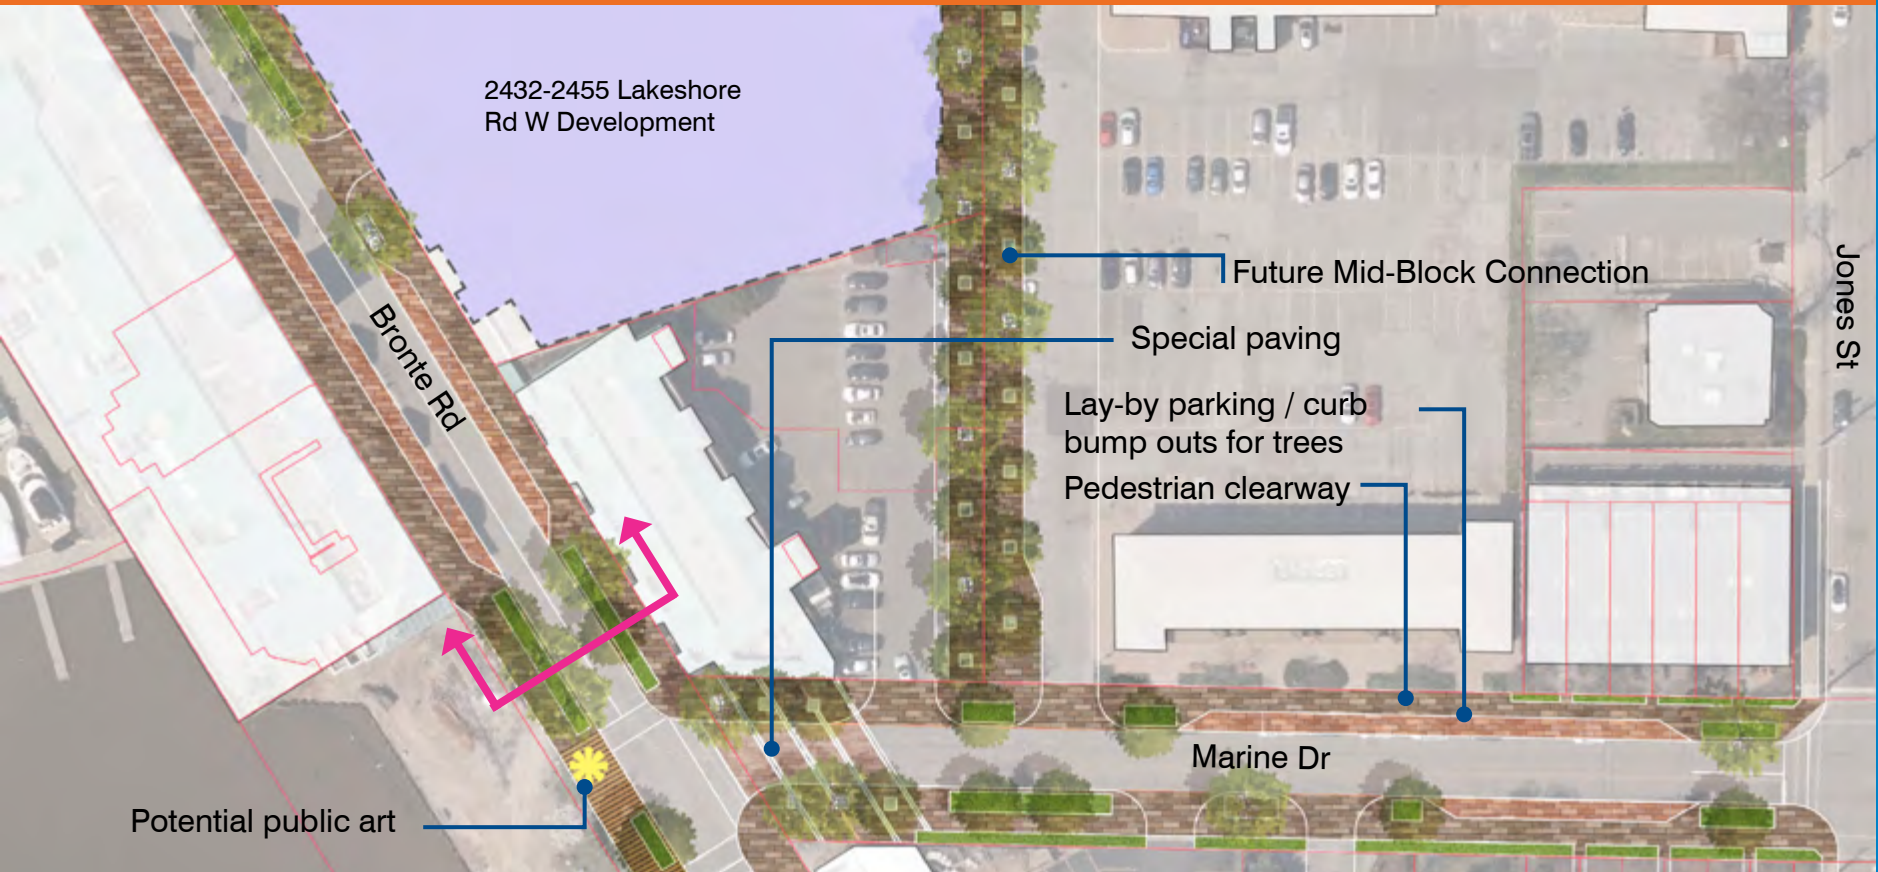 2432-2455 Lakeshore
Rd W Development
Future Mid-Block Connection
Jones St
Special paving
Bronte Rd
Lay-by parking / curb
bump outs for trees
Pedestrian clearway
Marine Dr
Potential public art